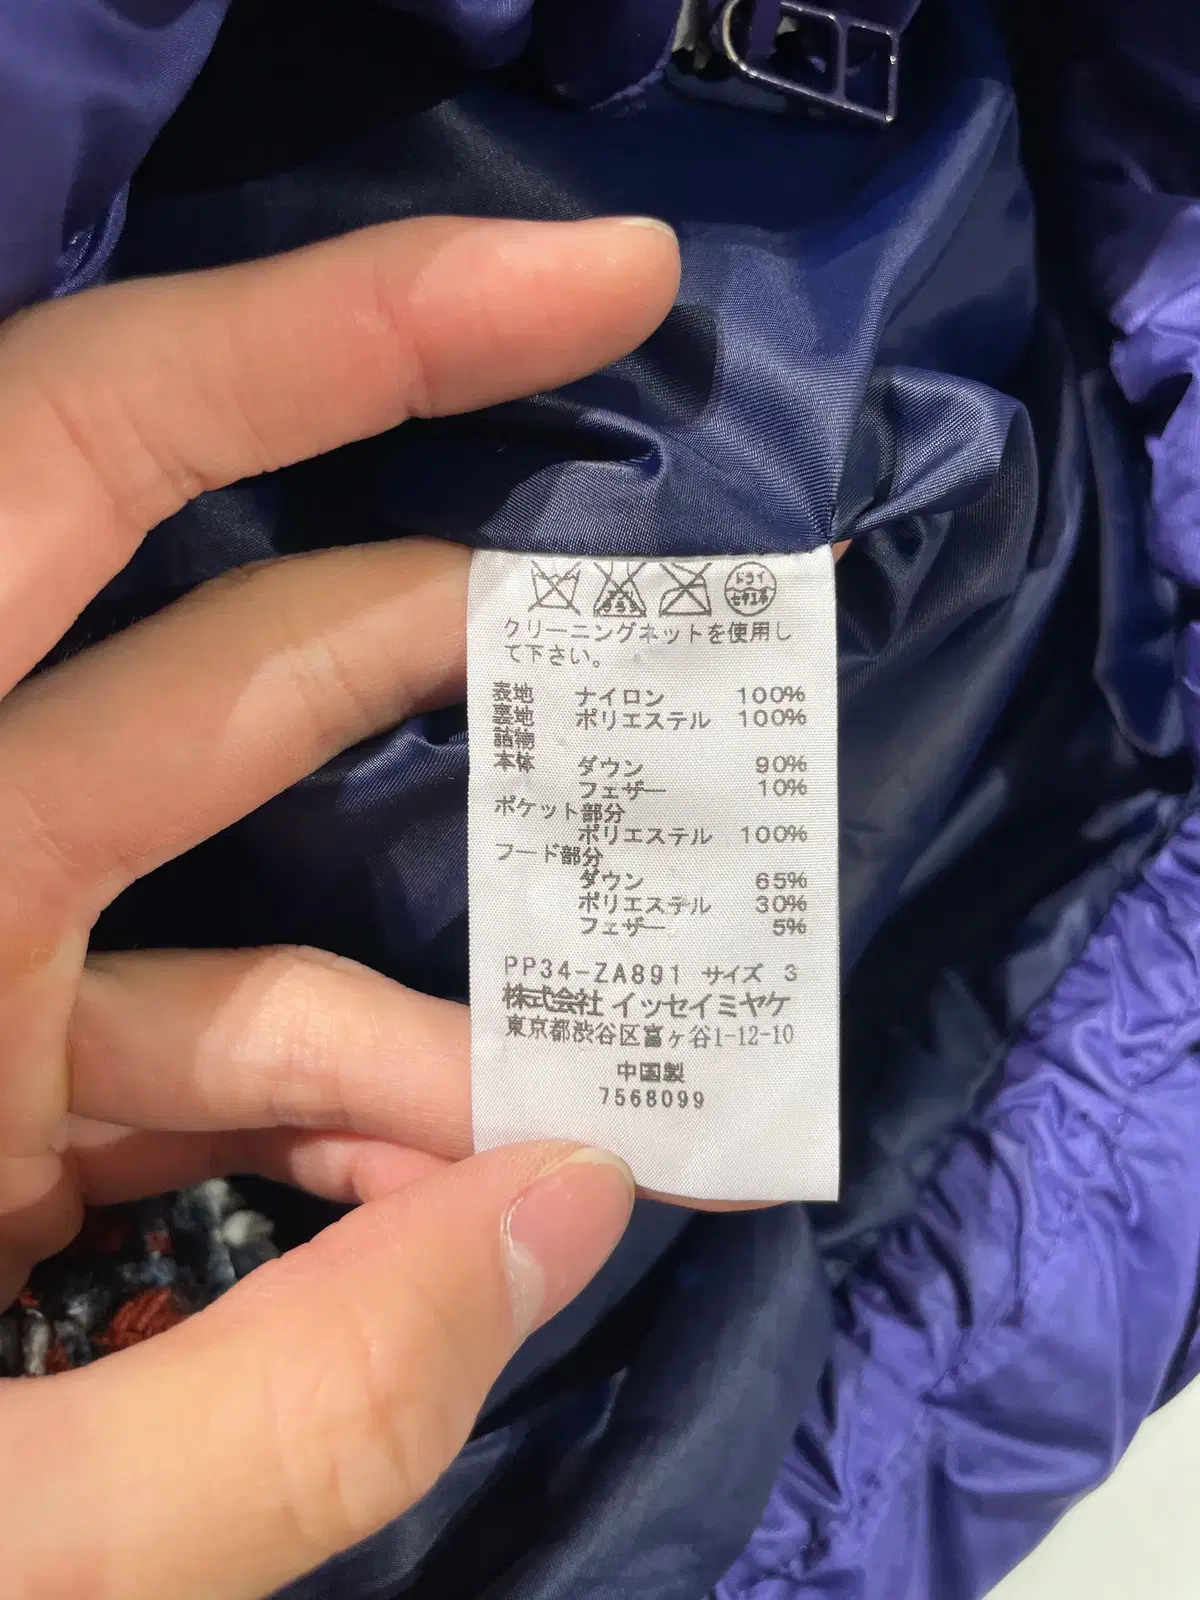 ドライ
セキユ系
クリーニングネットを使用し
て下さい。
表地 ナイロン 100%
裏地 ポリエステル 100%
詰物
本体 ダウン 90%
フェザー 10%
ポケット部分
ポリエステル 100%
フード部分
ダウン 65%
ポリエステル 30%
フェザー 5%
PP34-ZA891 サイズ 3
株式会社 イッセイミヤケ
東京都渋谷区富ヶ谷1-12-10
中国製
7568099